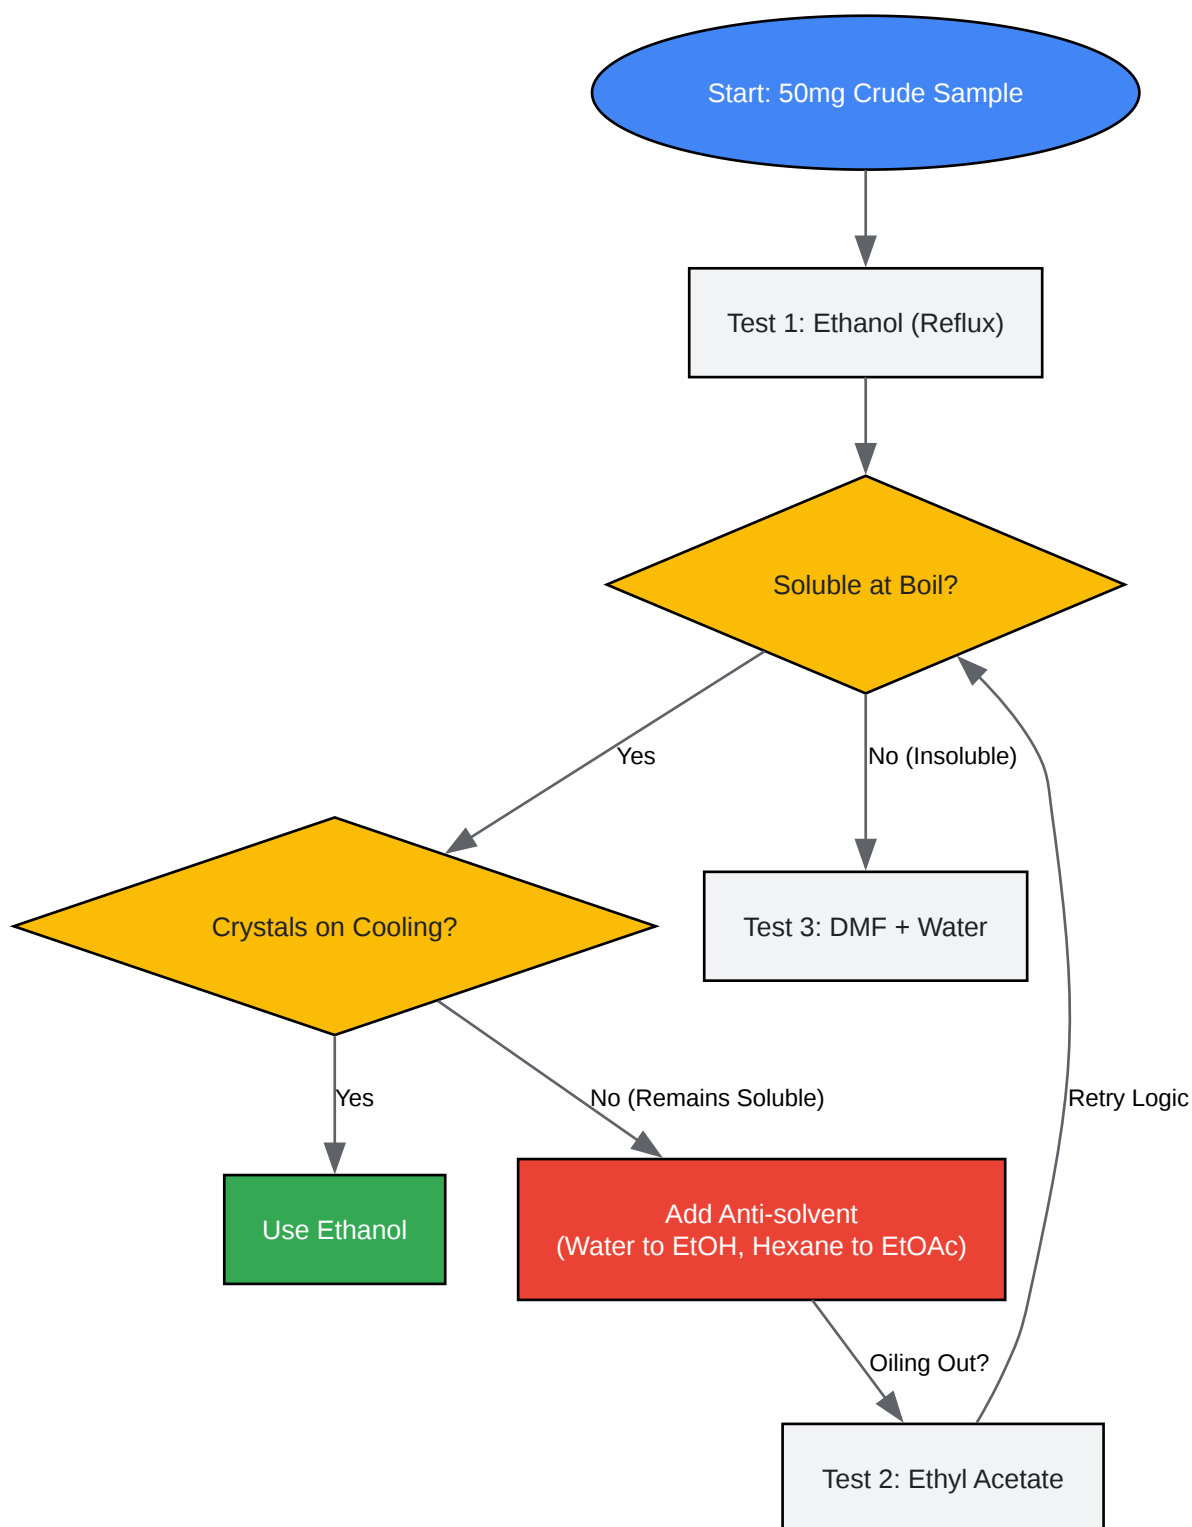 Start: 50mg Crude Sample
Test 1: Ethanol (Reflux)
Soluble at Boil?
Yes
No (Insoluble)
Crystals on Cooling?
Test 3: DMF + Water
Yes
No (Remains Soluble)
Retry Logic
Use Ethanol
Add Anti-solvent
(Water to EtOH, Hexane to EtOAc)
Oiling Out?
Test 2: Ethyl Acetate